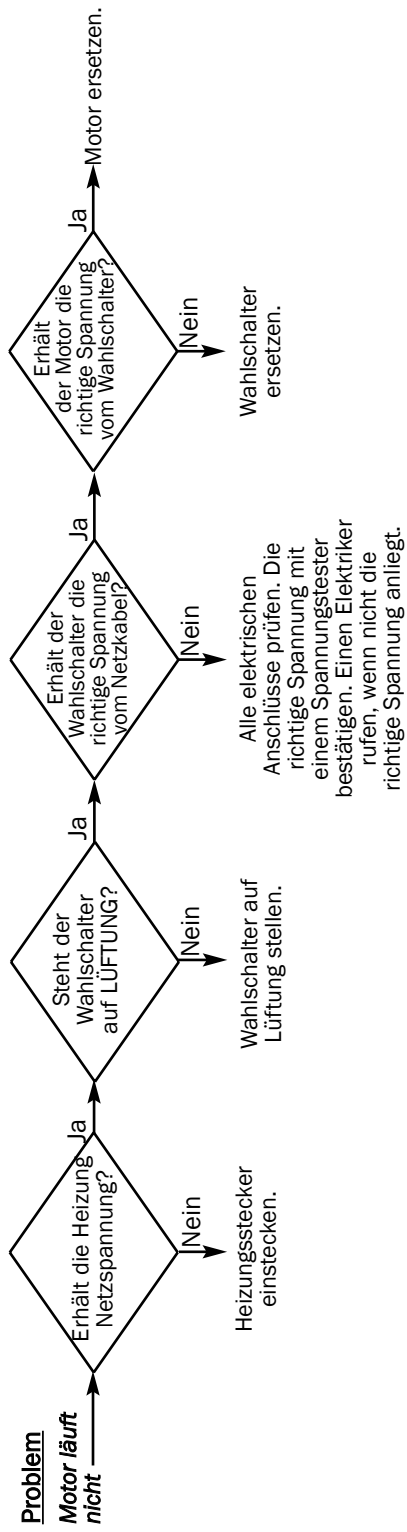 Problem
Motor läuft
nicht
Erhält die Heizung
Netzspannung?
Ja
Nein
Heizungsstecker
einstecken.
Steht der
Wahlschalter
auf LÜFTUNG?
Ja
Nein
Wahlschalter auf
Lüftung stellen.
Erhält der
Wahlschalter die
richtige Spannung
vom Netzkabel?
Ja
Nein
Alle elektrischen
Anschlüsse prüfen. Die
richtige Spannung mit
einem Spannungstester
bestätigen. Einen Elektriker
rufen, wenn nicht die
richtige Spannung anliegt.
Erhält
der Motor die
richtige Spannung
vom Wahlschalter?
Ja
Nein
Wahlschalter
ersetzen.
Motor ersetzen.